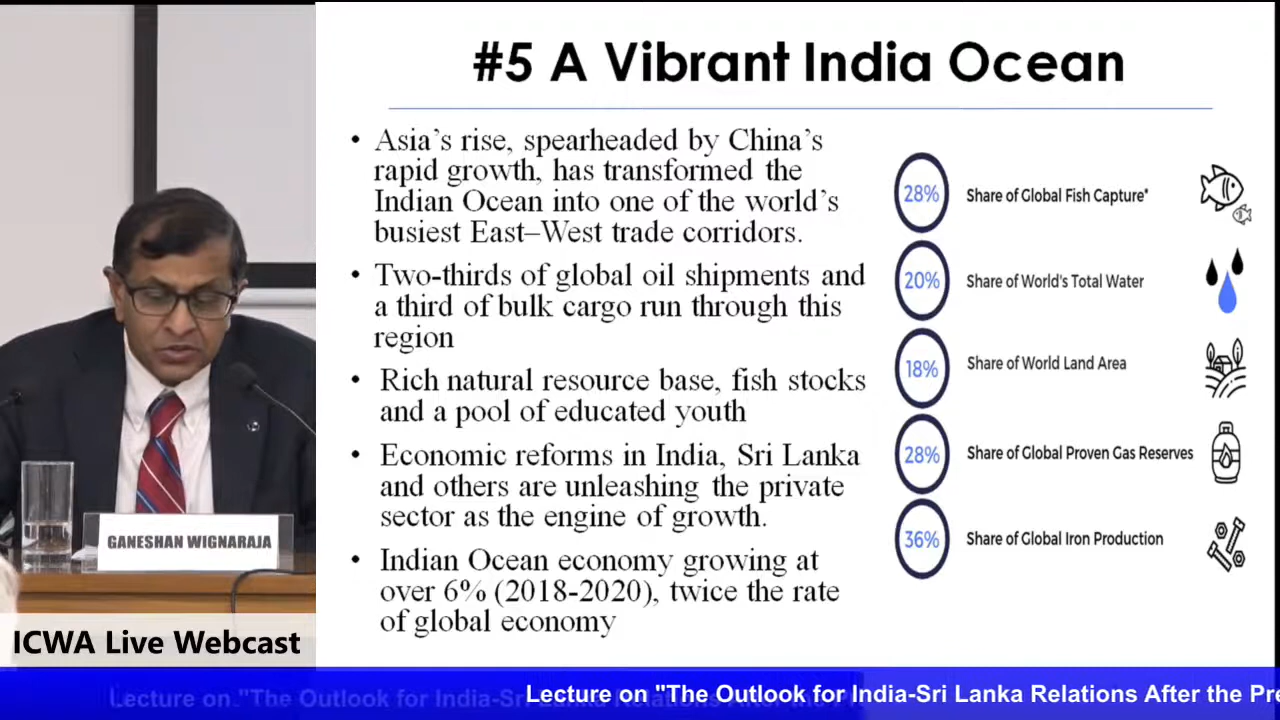 #5 A Vibrant India Ocean
• Asia's rise, spearheaded by China's
rapid growth, has transformed the
Indian Ocean into one of the world's
busiest East–West trade corridors.
• Two-thirds of global oil shipments and
a third of bulk cargo run through this
region
• Rich natural resource base, fish stocks
and a pool of educated youth
• Economic reforms in India, Sri Lanka
and others are unleashing the private
sector as the engine of growth.
• Indian Ocean economy growing at
over 6% (2018-2020), twice the rate
of global economy
28% Share of Global Fish Capture*
20% Share of World's Total Water
18% Share of World Land Area
28% Share of Global Proven Gas Reserves
36% Share of Global Iron Production
GANESHAN WIGNARAJA
ICWA Live Webcast
Lecture on "The Outlook for India-Sri Lanka Relations After the Pre